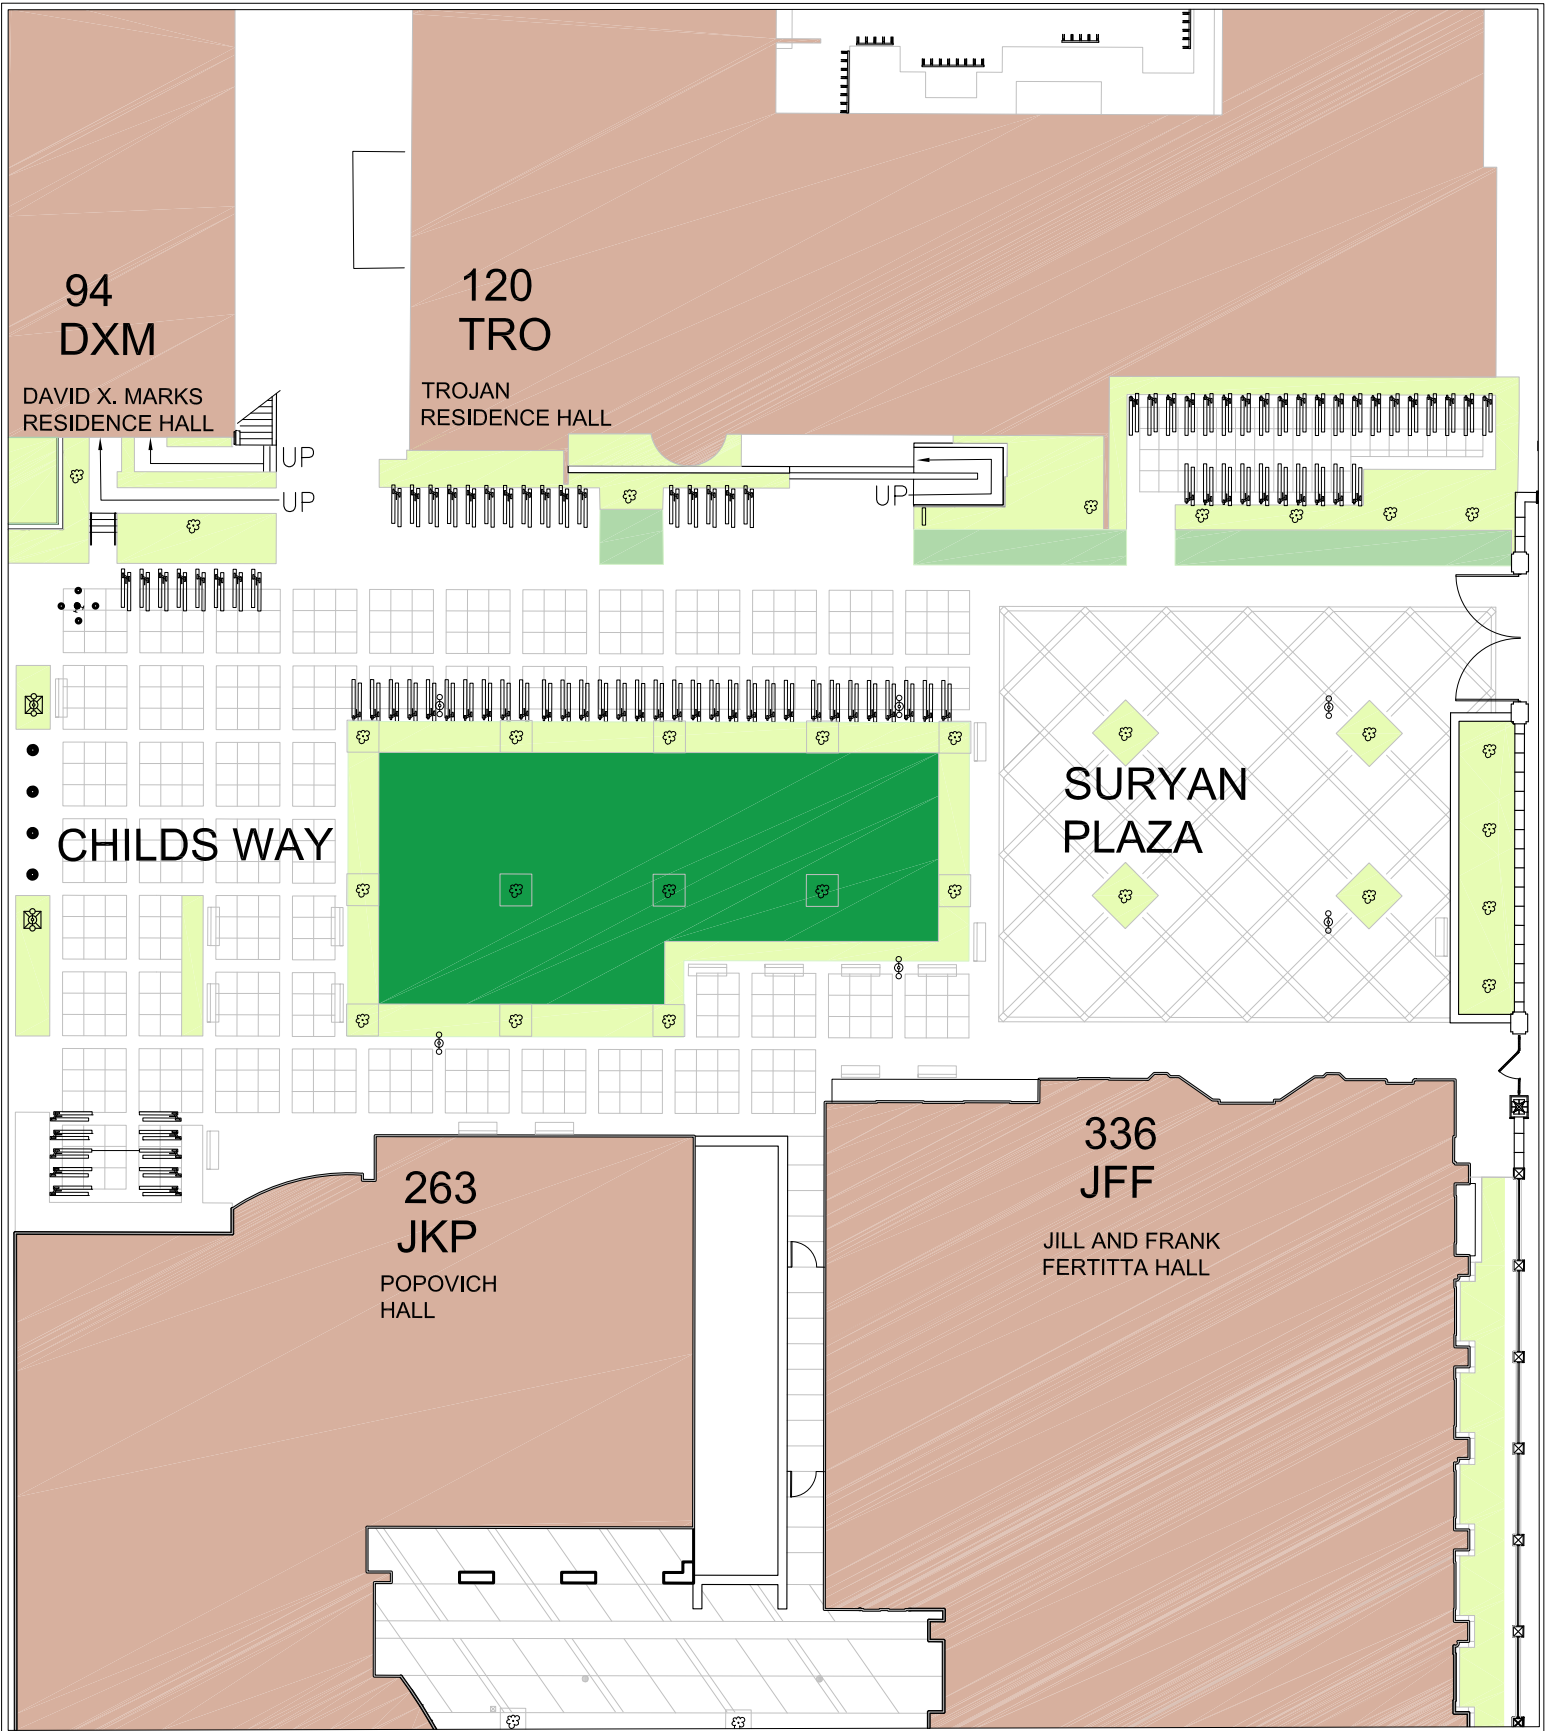 94
DXM
DAVID X. MARKS
RESIDENCE HALL
120
TRO
TROJAN
RESIDENCE HALL
UP
UP
UP
CHILDS WAY
SURYAN
PLAZA
263
JKP
POPOVICH
HALL
336
JFF
JILL AND FRANK
FERTITTA HALL